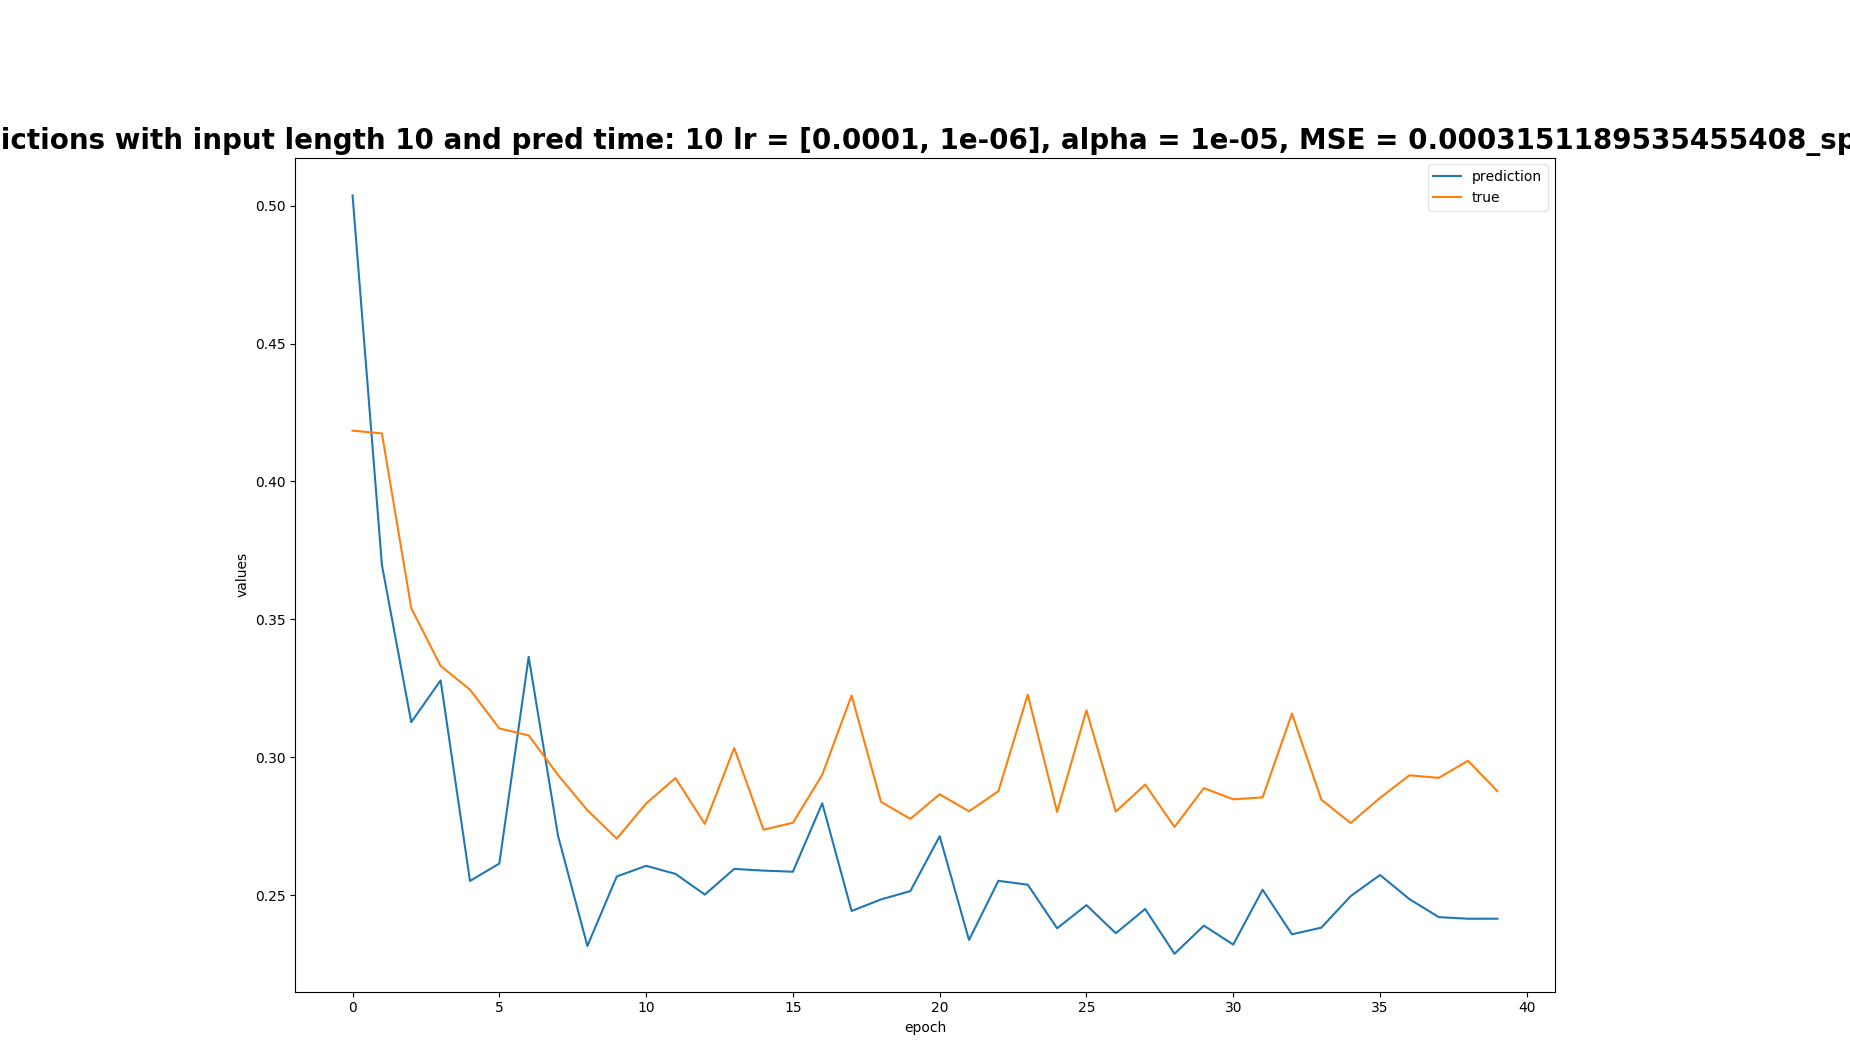 ictions with input length 10 and pred time: 10 lr = [0.0001, 1e-06], alpha = 1e-05, MSE = 0.0003151189535455408_sp
prediction
true
0.50
0.45
0.40
0.35
0.30
0.25
values
0 5 10 15 20 25 30 35 40
epoch